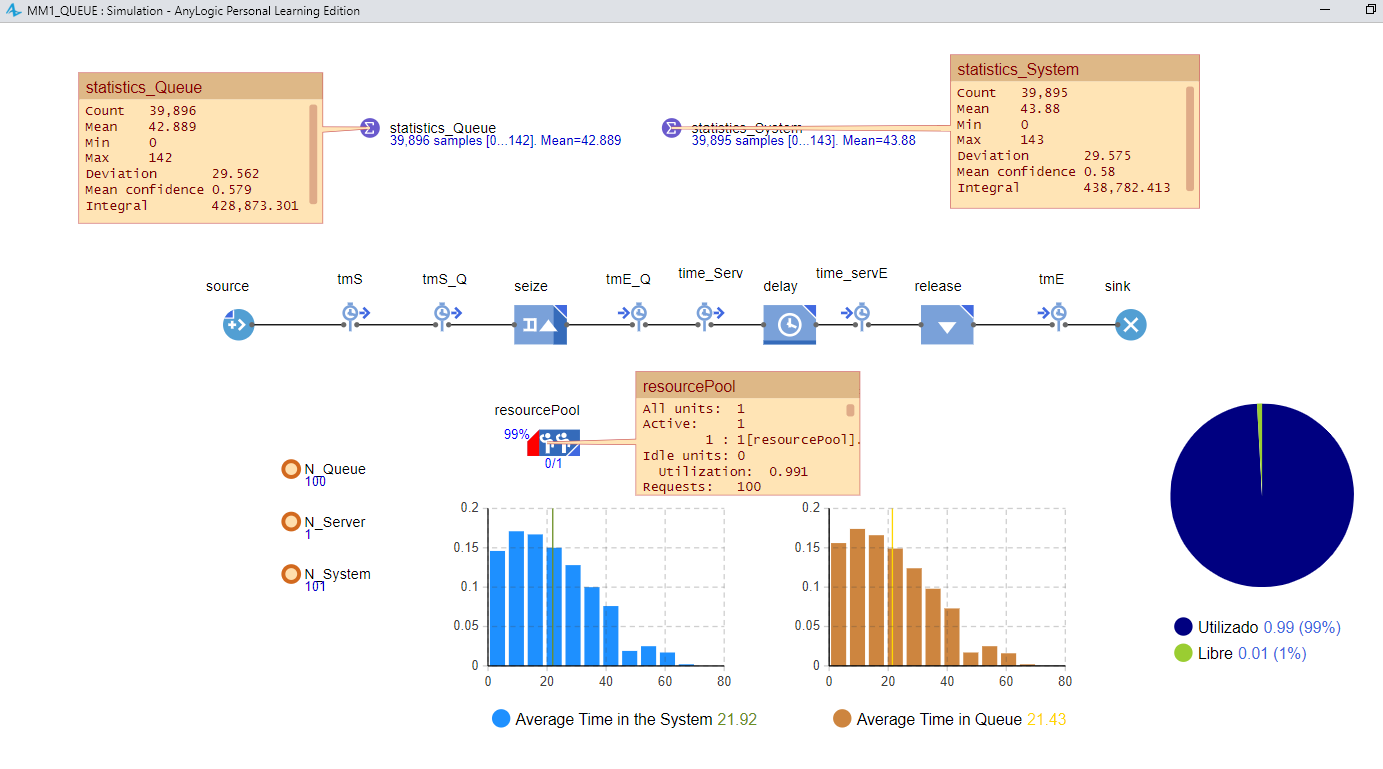 MM1_QUEUE : Simulation - AnyLogic Personal Learning Edition
statistics_Queue
Count 39,896
Mean 42.889
Min 0
Max 142
Deviation 29.562
Mean confidence 0.579
Integral 428,873.301
statistics_Queue
39,896 samples [0...142]. Mean=42.889
statistics_System
39,895 samples [0...143]. Mean=43.88
statistics_System
Count 39,895
Mean 43.88
Min 0
Max 143
Deviation 29.575
Mean confidence 0.58
Integral 438,782.413
source
tmS
tmS_Q
seize
tmE_Q
time_Serv
delay
time_servE
release
tmE
sink
resourcePool
99%
0/1
resourcePool
All units: 1
Active: 1
1 : 1[resourcePool].
Idle units: 0
Utilization: 0.991
Requests: 100
N_Queue
100
N_Server
1
N_System
101
0.2
0.15
0.1
0.05
0
0 20 40 60 80
Average Time in the System 21.92
0.2
0.15
0.1
0.05
0
0 20 40 60 80
Average Time in Queue 21.43
Utilizado 0.99 (99%)
Libre 0.01 (1%)